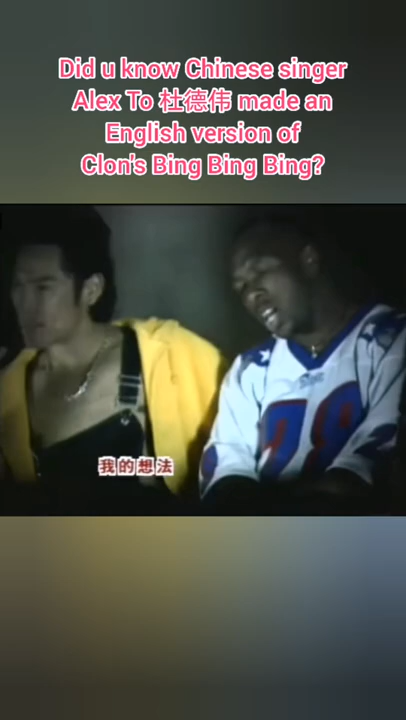 Did u know Chinese singer
Alex To 杜德伟 made an
English version of
Clon's Bing Bing Bing?
我的想法